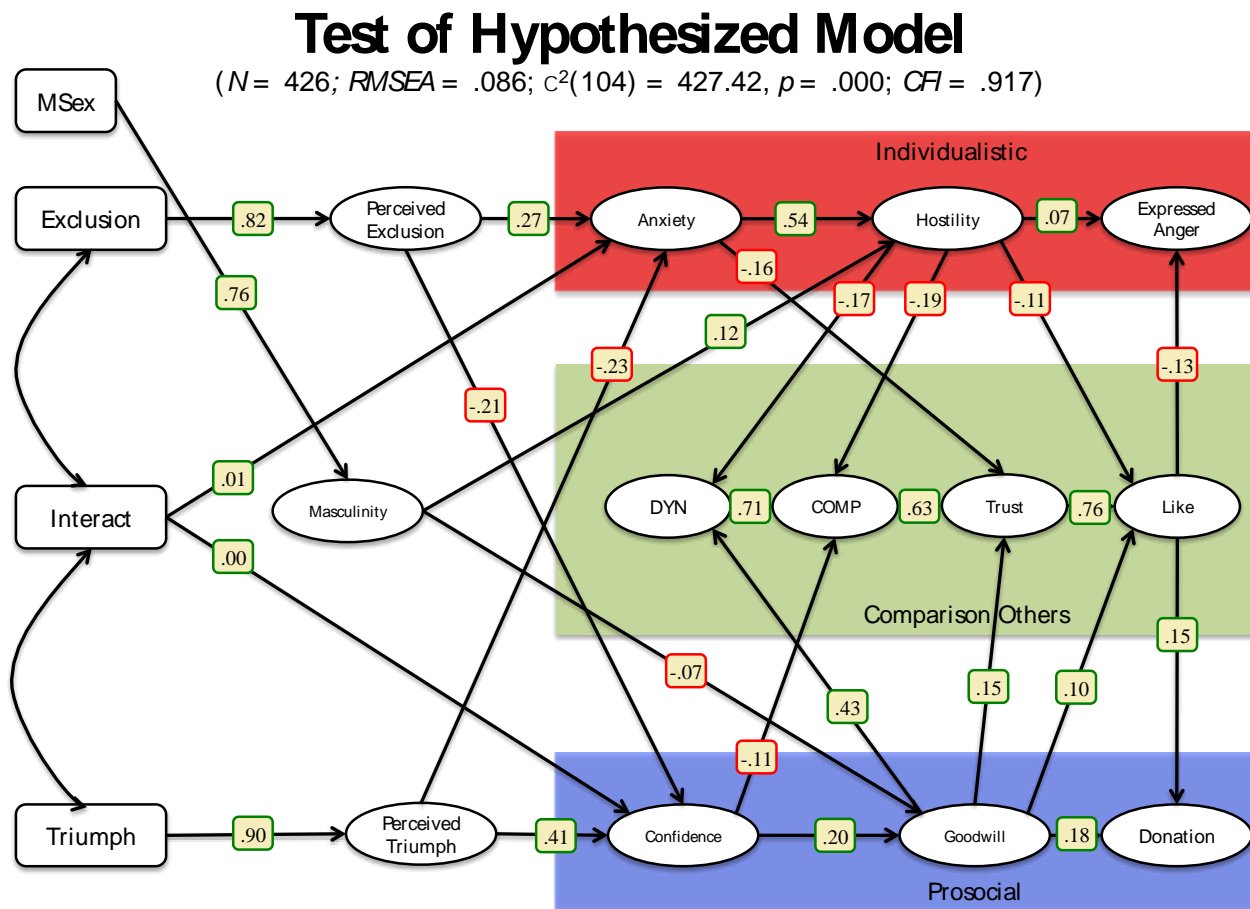 Test of Hypothesized Model
(N = 426; RMSEA = .086; c²(104) = 427.42, p = .000; CFI = .917)
MSex
Individualistic
Exclusion
.82
Perceived
Exclusion
.27
Anxiety
.54
Hostility
.07
Expressed
Anger
.76
-.16
-.17
-.19
-.11
.12
-.23
-.13
-.21
.01
Interact
Masculinity
DYN
.71
COMP
.63
Trust
.76
Like
.00
Comparison Others
.15
-.07
.43
.15
.10
-.11
Triumph
.90
Perceived
Triumph
.41
Confidence
.20
Goodwill
.18
Donation
Prosocial